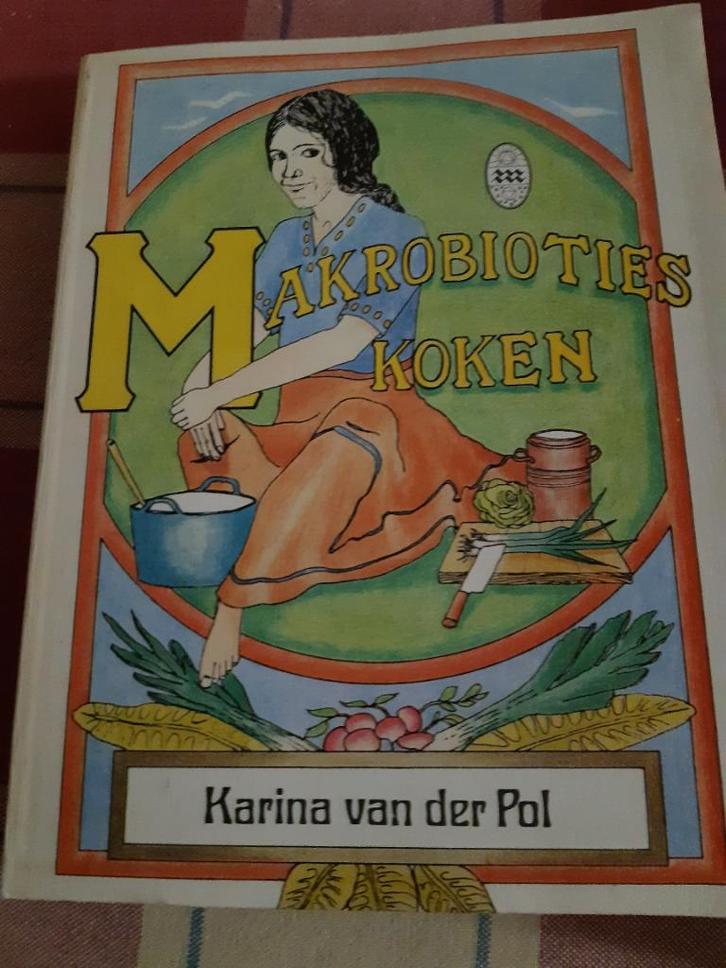 MAKROBIOTIES
KOKEN
Karina van der Pol